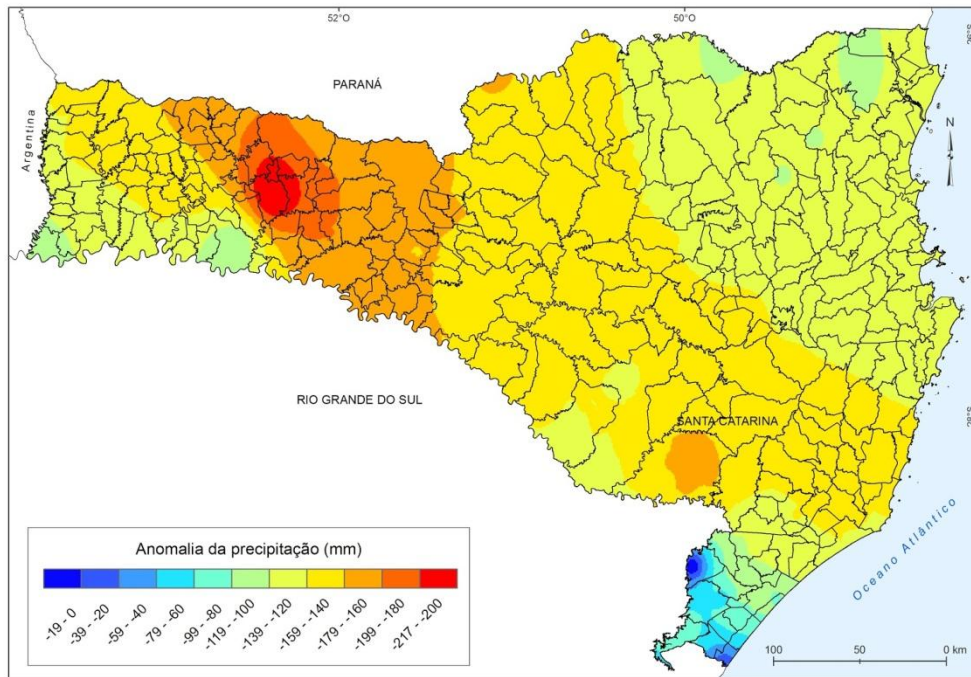 52°O
50°O
26°S
PARANÁ
Argentina
N
RIO GRANDE DO SUL
SANTA CATARINA
28°S
Oceano Atlântico
Anomalia da precipitação (mm)
-19 - 0
-39 - -20
-59 - -40
-79 - -60
-99 - -80
-119 - -100
-139 - -120
-159 - -140
-179 - -160
-199 - -180
-217 - -200
100
50
0 km